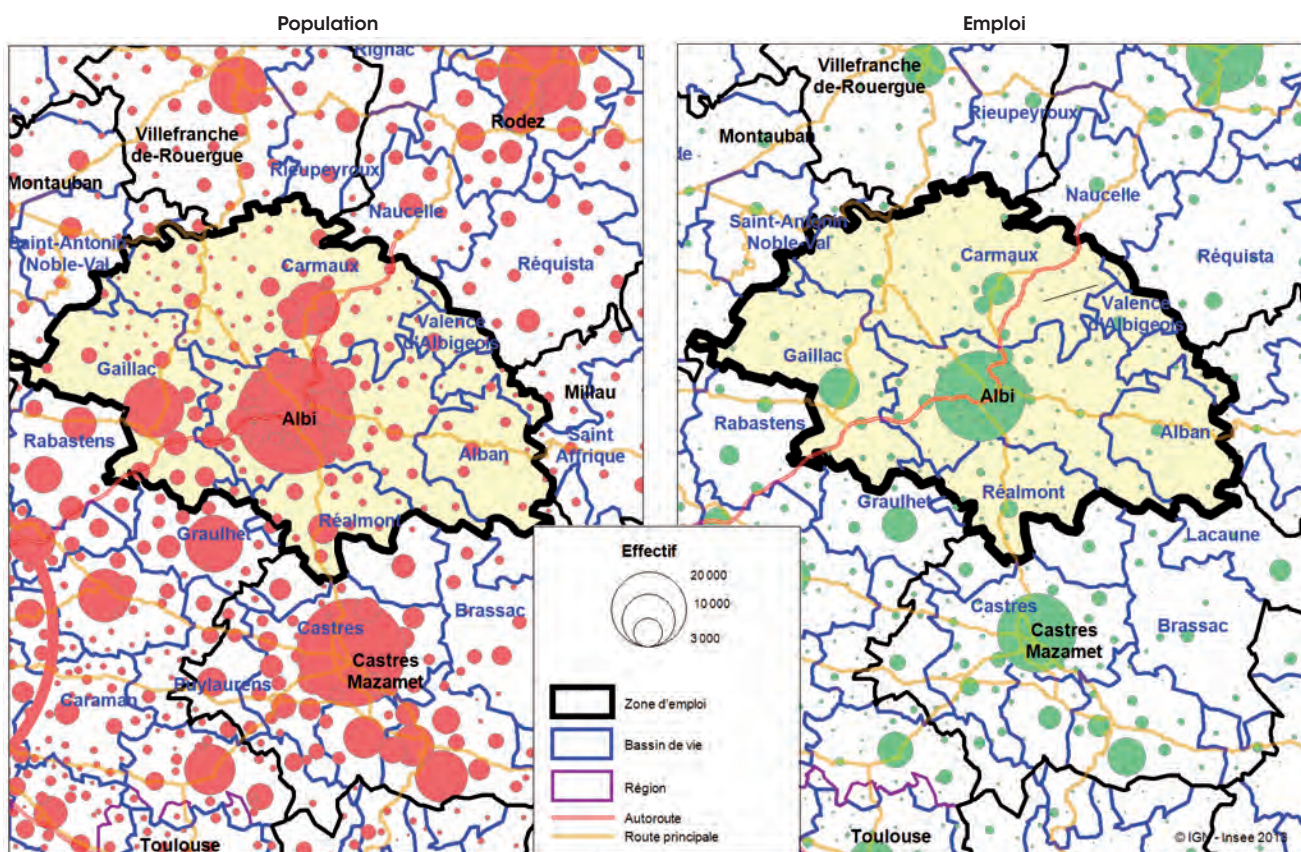 Population
Rignac
Villefranche
de-Rouergue
Rodez
Rieupeyroux
Montauban
Naucelle
Saint-Antonin
Noble-Val
Carmaux
Réquista
Valence
d'Albigeois
Gaillac
Millau
Albi
Rabastens
Saint
Affrique
Alban
Graulhet
Réalmont
Brassac
Castres
Castres
Mazamet
Puylaurens
Caraman
Toulouse
Emploi
Villefranche
de-Rouergue
Rieupeyroux
Montauban
de
Naucelle
Saint-Antonin
Noble-Val
Carmaux
Réquista
d
Valence
d'Albigeois
Gaillac
Albi
Rabastens
Alban
Graulhet
Réalmont
Lacaune
Castres
Castres
Mazamet
Brassac
Toulouse
© IGN - Insee 2013
Effectif
20 000
10 000
3 000
Zone d'emploi
Bassin de vie
Région
Autoroute
Route principale